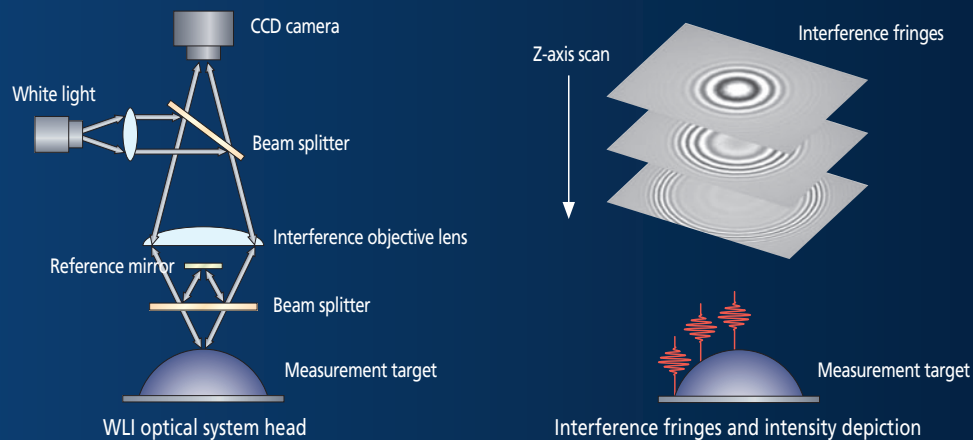 CCD camera
White light
Beam splitter
Interference objective lens
Reference mirror
Beam splitter
Measurement target
WLI optical system head
Interference fringes
Z-axis scan
Measurement target
Interference fringes and intensity depiction